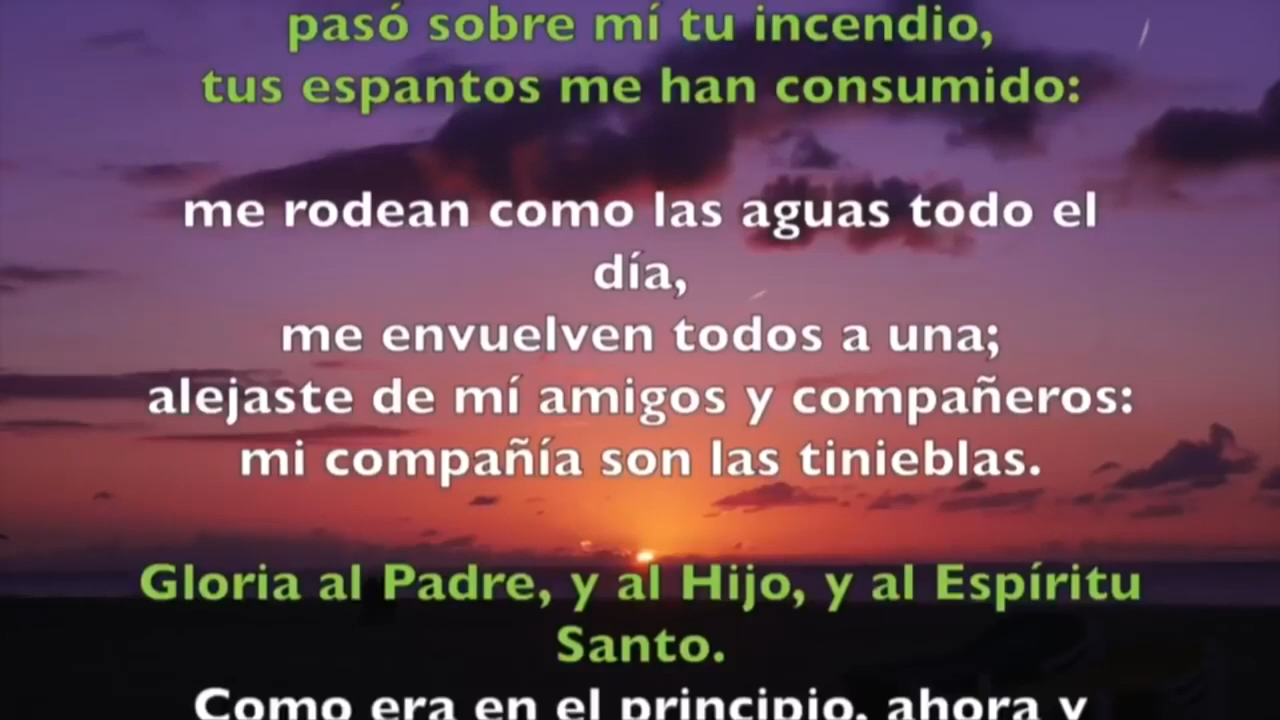 pasó sobre mí tu incendio,
tus espantos me han consumido:
me rodean como las aguas todo el
día,
me envuelven todos a una;
alejaste de mí amigos y compañeros:
mi compañía son las tinieblas.
Gloria al Padre, y al Hijo, y al Espíritu
Santo.
Como era en el principio, ahora y